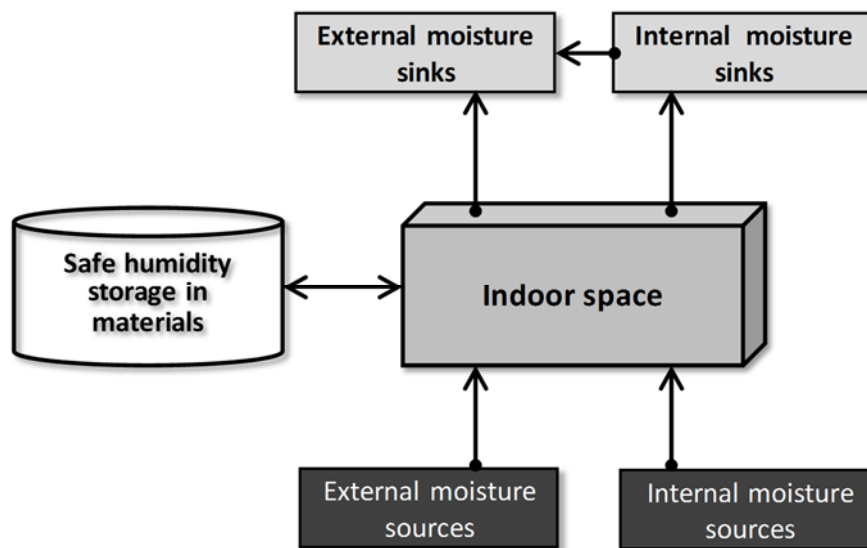 External moisture
sinks
Internal moisture
sinks
Safe humidity
storage in
materials
Indoor space
External moisture
sources
Internal moisture
sources